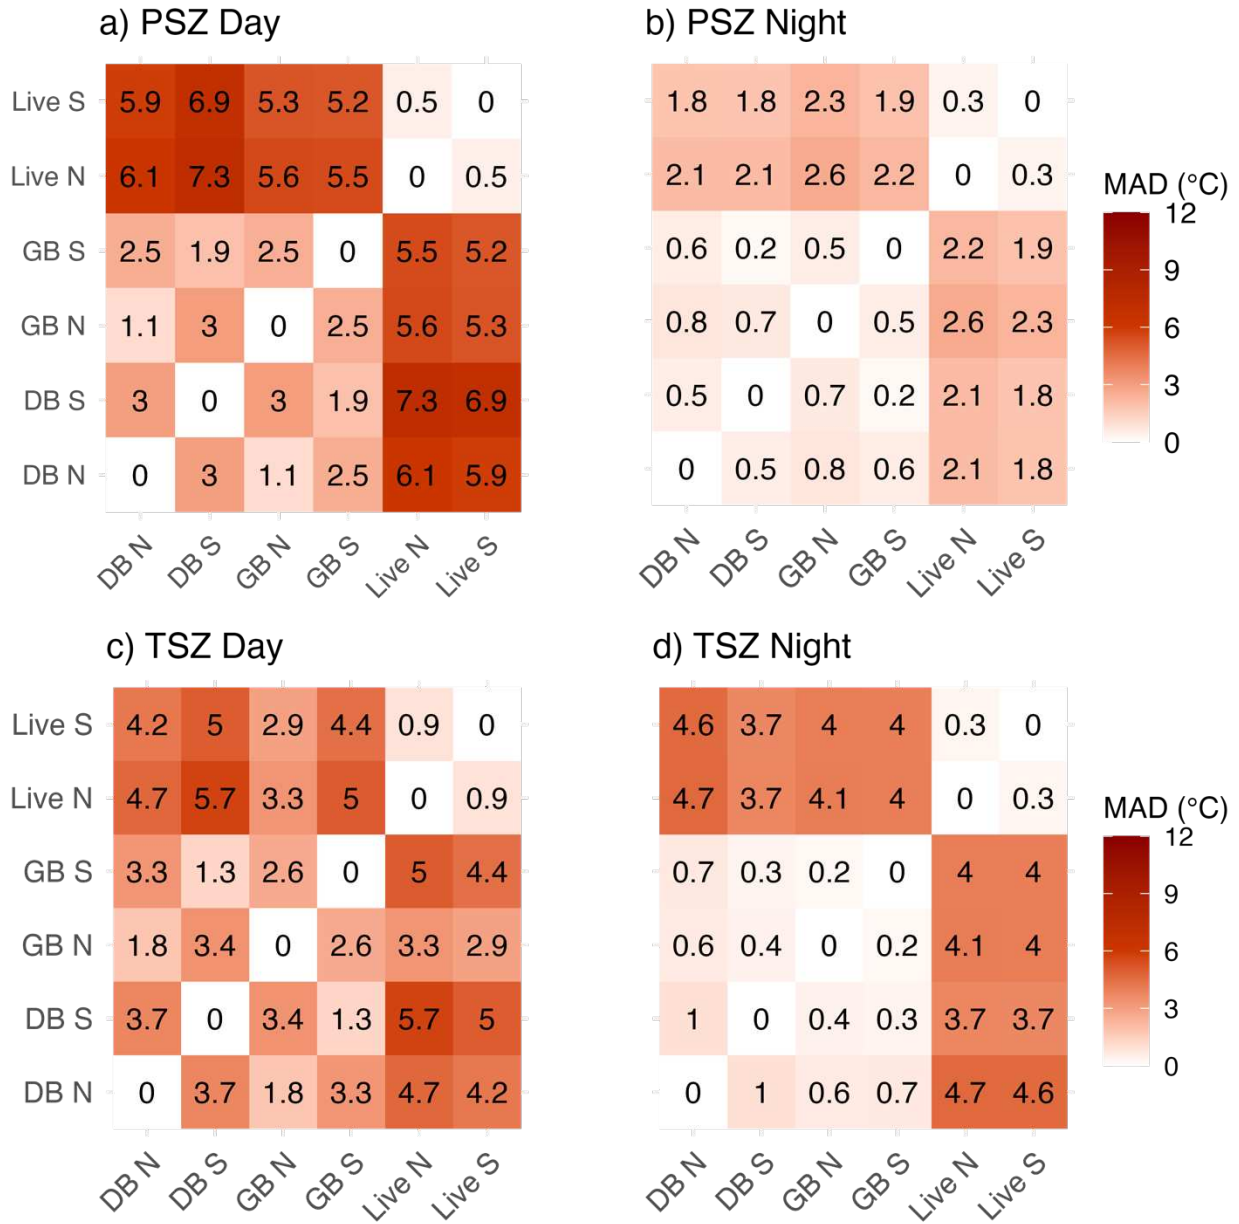 a) PSZ Day
Live S 5.9 6.9 5.3 5.2 0.5 0
Live N 6.1 7.3 5.6 5.5 0 0.5
GB S 2.5 1.9 2.5 0 5.5 5.2
GB N 1.1 3 0 2.5 5.6 5.3
DB S 3 0 3 1.9 7.3 6.9
DB N 0 3 1.1 2.5 6.1 5.9
DB N DB S GB N GB S Live N Live S
b) PSZ Night
1.8 1.8 2.3 1.9 0.3 0
2.1 2.1 2.6 2.2 0 0.3
0.6 0.2 0.5 0 2.2 1.9
0.8 0.7 0 0.5 2.6 2.3
0.5 0 0.7 0.2 2.1 1.8
0 0.5 0.8 0.6 2.1 1.8
DB N DB S GB N GB S Live N Live S
MAD (°C)
12
9
6
3
0
c) TSZ Day
Live S 4.2 5 2.9 4.4 0.9 0
Live N 4.7 5.7 3.3 5 0 0.9
GB S 3.3 1.3 2.6 0 5 4.4
GB N 1.8 3.4 0 2.6 3.3 2.9
DB S 3.7 0 3.4 1.3 5.7 5
DB N 0 3.7 1.8 3.3 4.7 4.2
DB N DB S GB N GB S Live N Live S
d) TSZ Night
4.6 3.7 4 4 0.3 0
4.7 3.7 4.1 4 0 0.3
0.7 0.3 0.2 0 4 4
0.6 0.4 0 0.2 4.1 4
1 0 0.4 0.3 3.7 3.7
0 1 0.6 0.7 4.7 4.6
DB N DB S GB N GB S Live N Live S
MAD (°C)
12
9
6
3
0